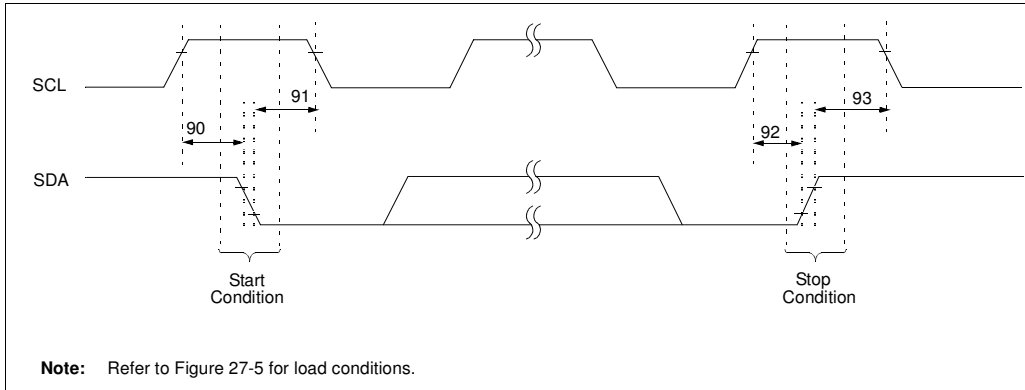 SCL
91
93
90
92
SDA
Start
Condition
Stop
Condition
Note: Refer to Figure 27-5 for load conditions.